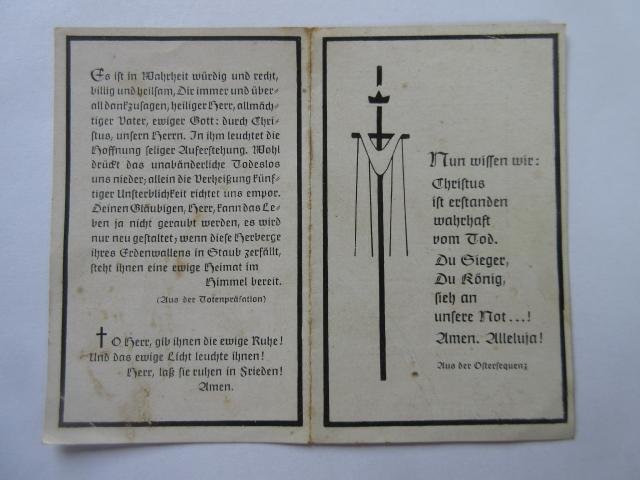 Es ist in Wahrheit würdig und recht,
billig und heilsam, Dir immer und über-
all dankzusagen, heiliger Herr, allmäch-
tiger Vater, ewiger Gott: durch Chri-
stus, unsern Herrn. In ihm leuchtet die
Hoffnung seliger Auferstehung. Wohl
drückt das unabänderliche Todeslos
uns nieder; allein die Verheißung künf-
tiger Unsterblichkeit richtet uns empor.
Deinen Gläubigen, Herr, kann das Le-
ben ja nicht geraubt werden, es wird
nur neu gestaltet; wenn diese Herberge
ihres Erdenwallens in Staub zerfällt,
steht ihnen eine ewige Heimat im
Himmel bereit.
(Aus der Totenpräfation)
O Herr, gib ihnen die ewige Ruhe!
Und das ewige Licht leuchte ihnen!
Herr, laß sie ruhen in Frieden!
Amen.
Nun wissen wir:
Christus
ist erstanden
wahrhaft
vom Tod.
Du Sieger,
Du König,
sieh an
unsere Not...!
Amen. Alleluja!
Aus der Ostersequenz